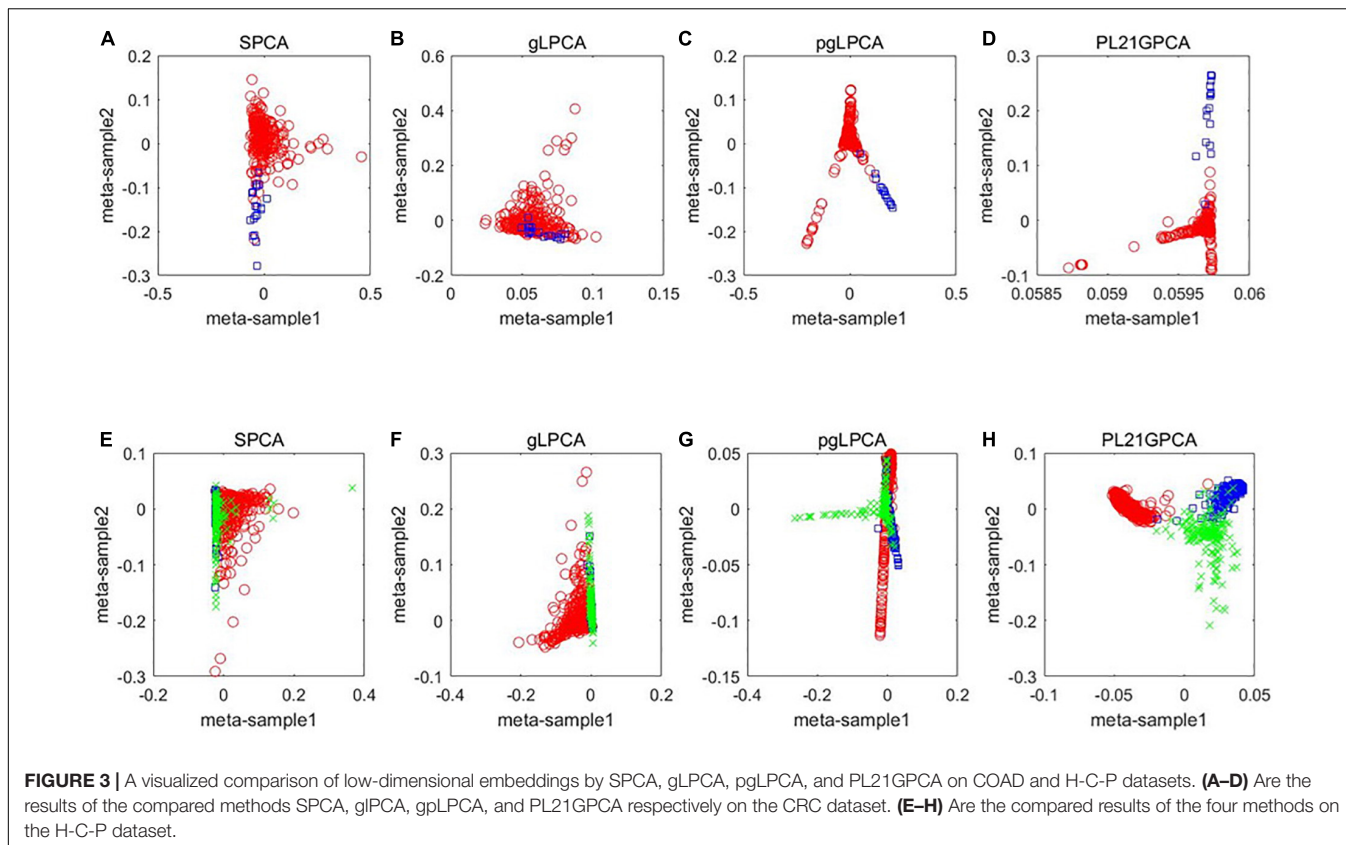 A
SPCA
0.2
0.1
0
-0.1
-0.2
-0.3
-0.5
0
0.5
meta-sample2
meta-sample1
B
gLPCA
0.6
0.4
0.2
0
-0.2
0
0.05
0.1
0.15
meta-sample2
meta-sample1
C
pgLPCA
0.2
0.1
0
-0.1
-0.2
-0.3
-0.5
0
0.5
meta-sample2
meta-sample1
D
PL21GPCA
0.3
0.2
0.1
0
-0.1
0.0585
0.059
0.0595
0.06
meta-sample2
meta-sample1
E
SPCA
0.1
0
-0.1
-0.2
-0.3
-0.2
0
0.2
0.4
meta-sample2
meta-sample1
F
gLPCA
0.3
0.2
0.1
0
-0.1
-0.4
-0.2
0
0.2
meta-sample2
meta-sample1
G
pgLPCA
0.05
0
-0.05
-0.1
-0.15
-0.4
-0.2
0
0.2
meta-sample2
meta-sample1
H
PL21GPCA
0.1
0
-0.1
-0.2
-0.3
-0.1
-0.05
0
0.05
meta-sample2
meta-sample1
FIGURE 3 | A visualized comparison of low-dimensional embeddings by SPCA, gLPCA, pgLPCA, and PL21GPCA on COAD and H-C-P datasets. (A–D) Are the
results of the compared methods SPCA, glPCA, gpLPCA, and PL21GPCA respectively on the CRC dataset. (E–H) Are the compared results of the four methods on
the H-C-P dataset.